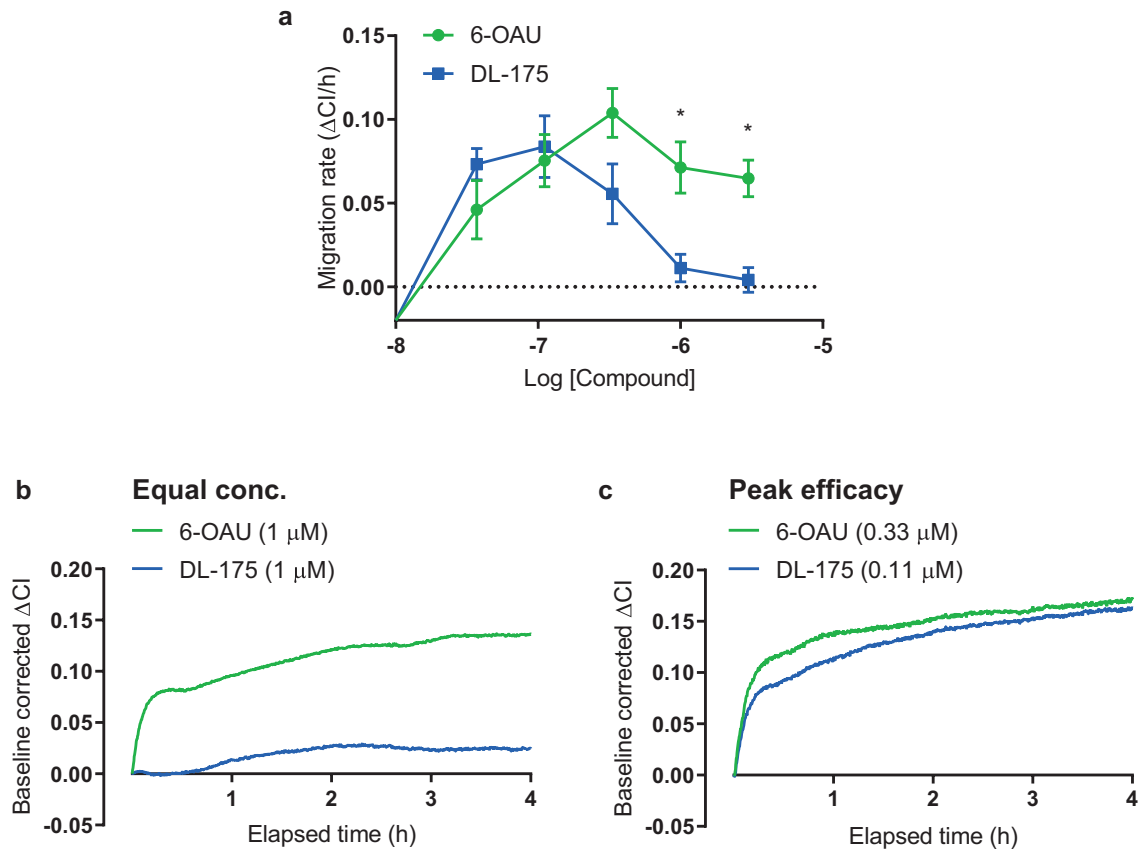 a
6-OAU
DL-175
Migration rate (ΔCI/h)
0.15
0.10
0.05
0.00
* *
-8 -7 -6 -5
Log [Compound]
b Equal conc.
6-OAU (1 μM)
DL-175 (1 μM)
Baseline corrected ΔCI
0.20
0.15
0.10
0.05
0.00
-0.05
1 2 3 4
Elapsed time (h)
c Peak efficacy
6-OAU (0.33 μM)
DL-175 (0.11 μM)
Baseline corrected ΔCI
0.20
0.15
0.10
0.05
0.00
-0.05
1 2 3 4
Elapsed time (h)